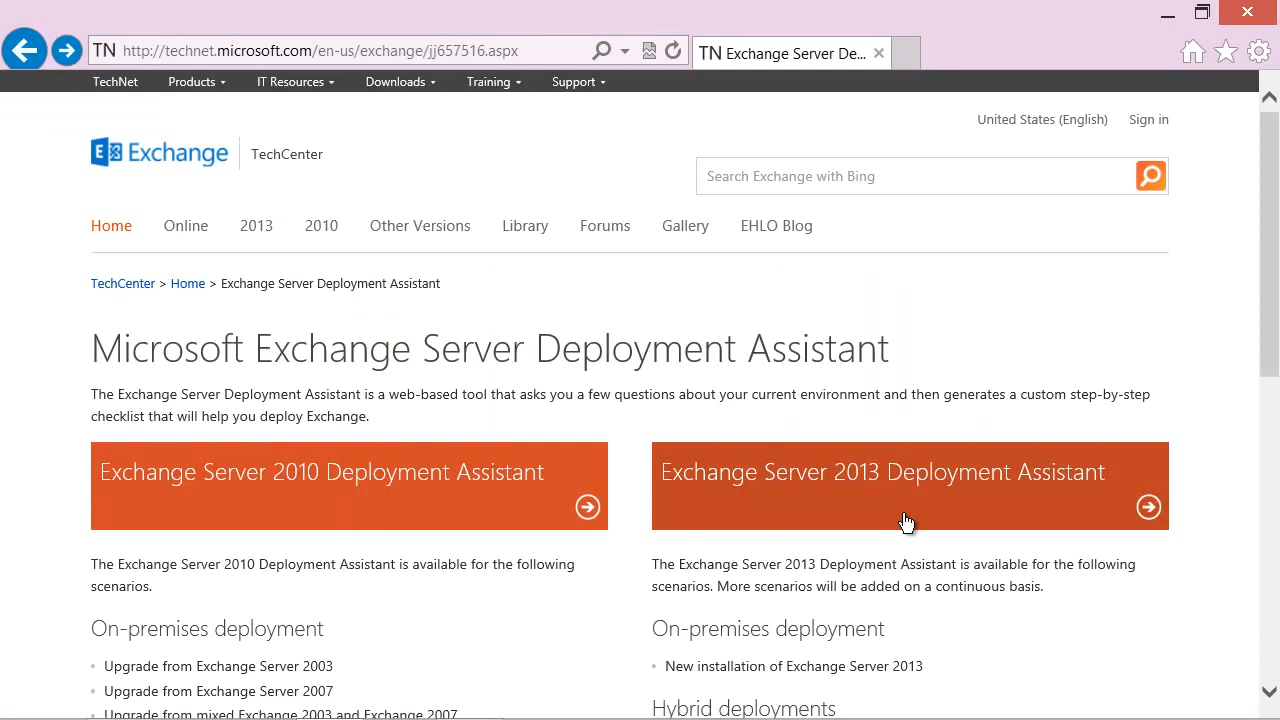 TN http://technet.microsoft.com/en-us/exchange/jj657516.aspx
TN Exchange Server De...
TechNet Products IT Resources Downloads Training Support
United States (English) Sign in
E Exchange TechCenter
Search Exchange with Bing
Home Online 2013 2010 Other Versions Library Forums Gallery EHLO Blog
TechCenter > Home > Exchange Server Deployment Assistant
Microsoft Exchange Server Deployment Assistant
The Exchange Server Deployment Assistant is a web-based tool that asks you a few questions about your current environment and then generates a custom step-by-step
checklist that will help you deploy Exchange.
Exchange Server 2010 Deployment Assistant
Exchange Server 2013 Deployment Assistant
The Exchange Server 2010 Deployment Assistant is available for the following
scenarios.
The Exchange Server 2013 Deployment Assistant is available for the following
scenarios. More scenarios will be added on a continuous basis.
On-premises deployment
Upgrade from Exchange Server 2003
Upgrade from Exchange Server 2007
Upgrade from mixed Exchange 2003 and Exchange 2007
On-premises deployment
New installation of Exchange Server 2013
Hybrid deployments